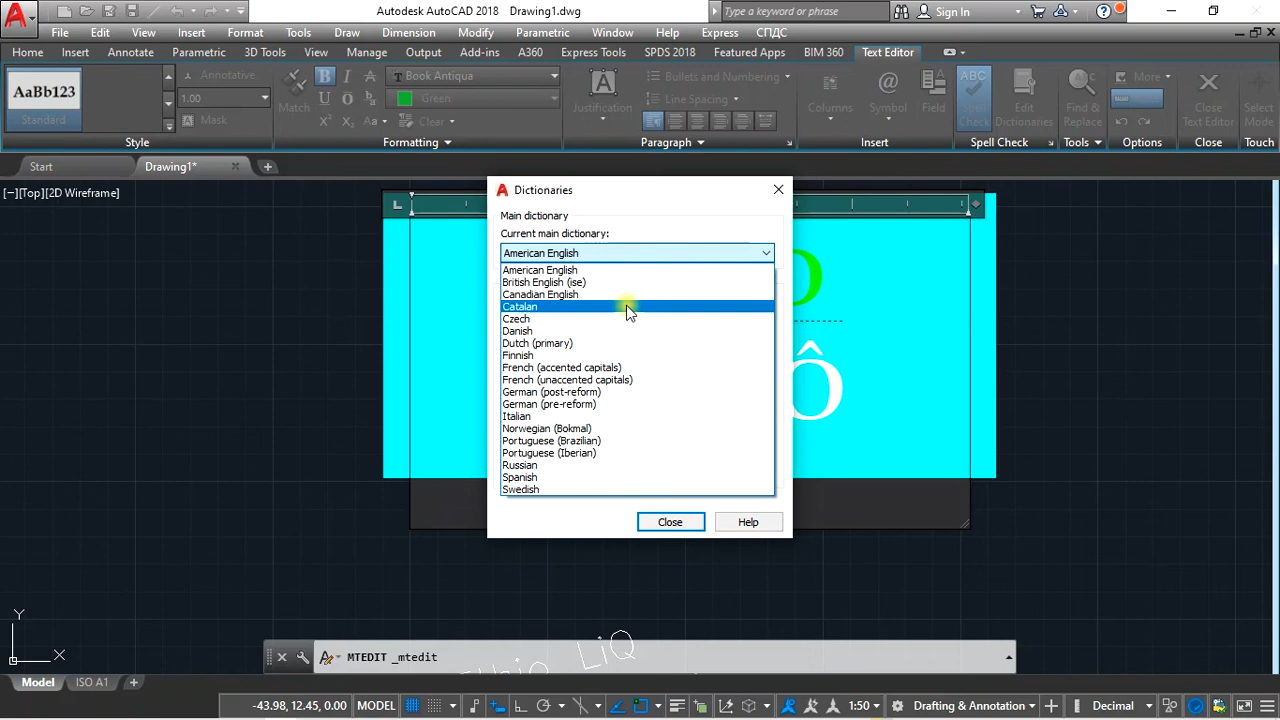 Autodesk AutoCAD 2018 Drawing1.dwg
Type a keyword or phrase
Sign In
File Edit View Insert Format Tools Draw Dimension Modify Parametric Window Help Express СПДС
Home Insert Annotate Parametric 3D Tools View Manage Output Add-ins A360 Express Tools SPDS 2018 Featured Apps BIM 360 Text Editor
AaBb123
Standard
Annotative
1.00
Mask
Style
Match
Book Antiqua
Green
Clear
Formatting
Justification
Bullets and Numbering
Line Spacing
Paragraph
Columns
Symbol
Field
Insert
ABC
Spell Check
Edit Dictionaries
Spell Check
Find & Replace
Tools
More
Options
Close Text Editor
Close
Select Mode
Touch
Start
Drawing1*
[−][Top][2D Wireframe]
Dictionaries
Main dictionary
Current main dictionary:
American English
American English
British English (ise)
Canadian English
Catalan
Czech
Danish
Dutch (primary)
Finnish
French (accented capitals)
French (unaccented capitals)
German (post-reform)
German (pre-reform)
Italian
Norwegian (Bokmal)
Portuguese (Brazilian)
Portuguese (Iberian)
Russian
Spanish
Swedish
Close Help
Ô
LiQ
Y
X
MTEDIT _mtedit
Model ISO A1
-43.98, 12.45, 0.00 MODEL 1:50 Drafting & Annotation Decimal